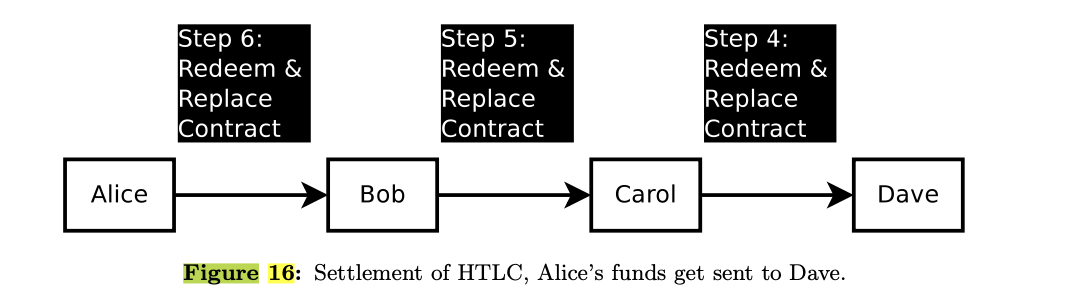 Step 6:
Redeem &
Replace
Contract
Step 5:
Redeem &
Replace
Contract
Step 4:
Redeem &
Replace
Contract
Alice
Bob
Carol
Dave
Figure 16: Settlement of HTLC, Alice's funds get sent to Dave.